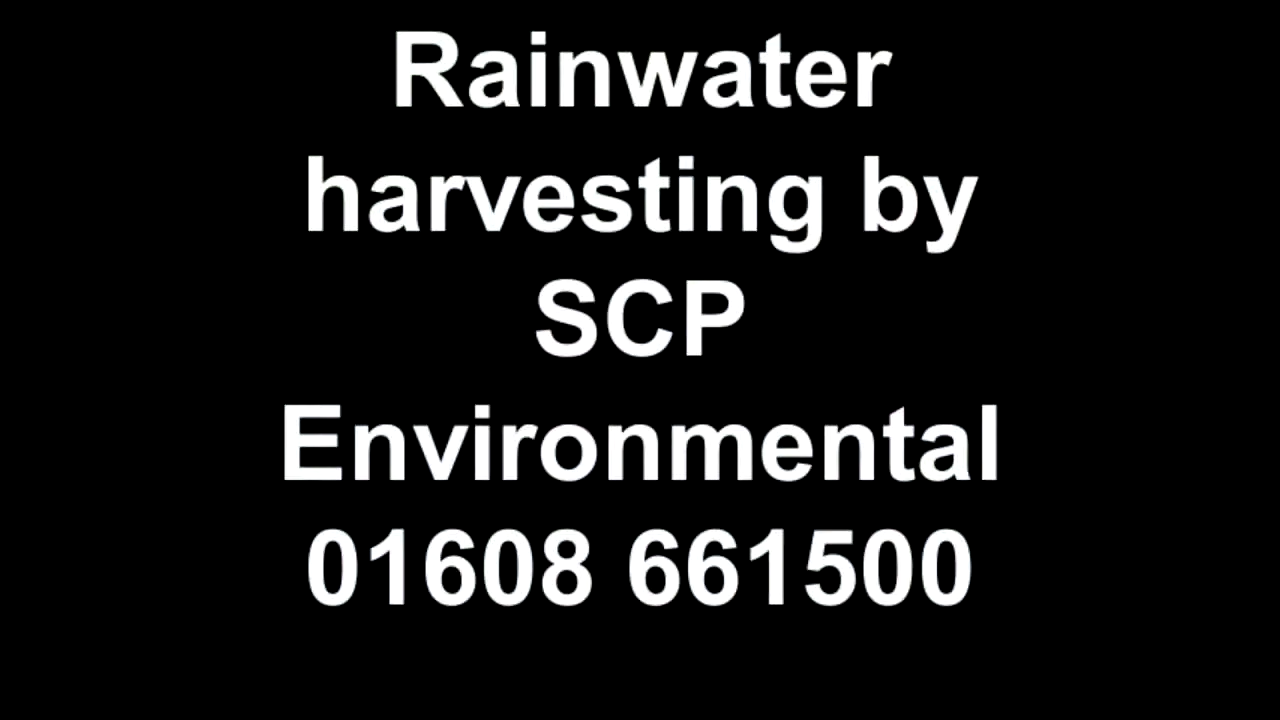 Rainwater
harvesting by
SCP
Environmental
01608 661500